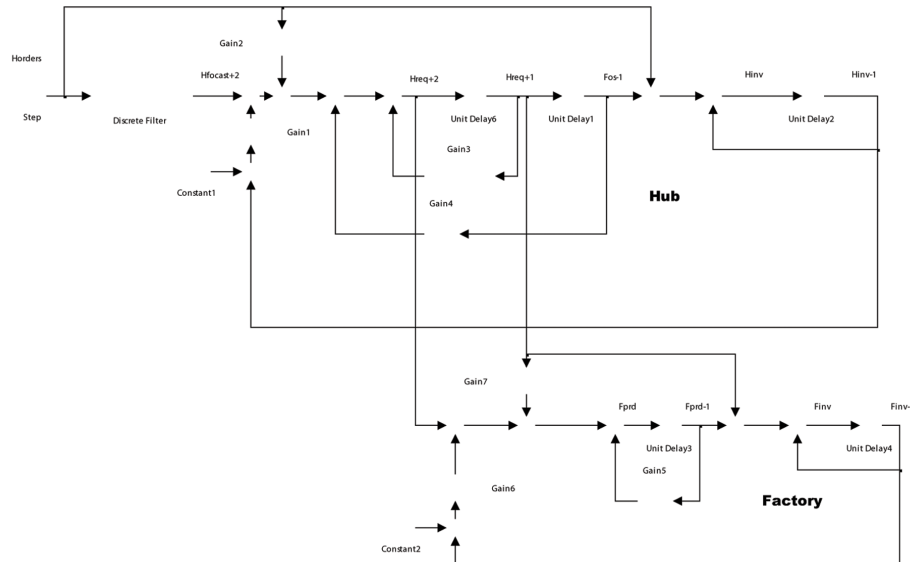 Gain2
Horders
Hfocast+2
Hreq+2
Hreq+1
Fos-1
Hinv
Hinv-1
Step
Discrete Filter
Gain1
Unit Delay6
Unit Delay1
Unit Delay2
Gain3
Constant1
Gain4
Hub
Gain7
Fprd
Fprd-1
Finv
Finv-
Unit Delay3
Unit Delay4
Gain5
Gain6
Factory
Constant2